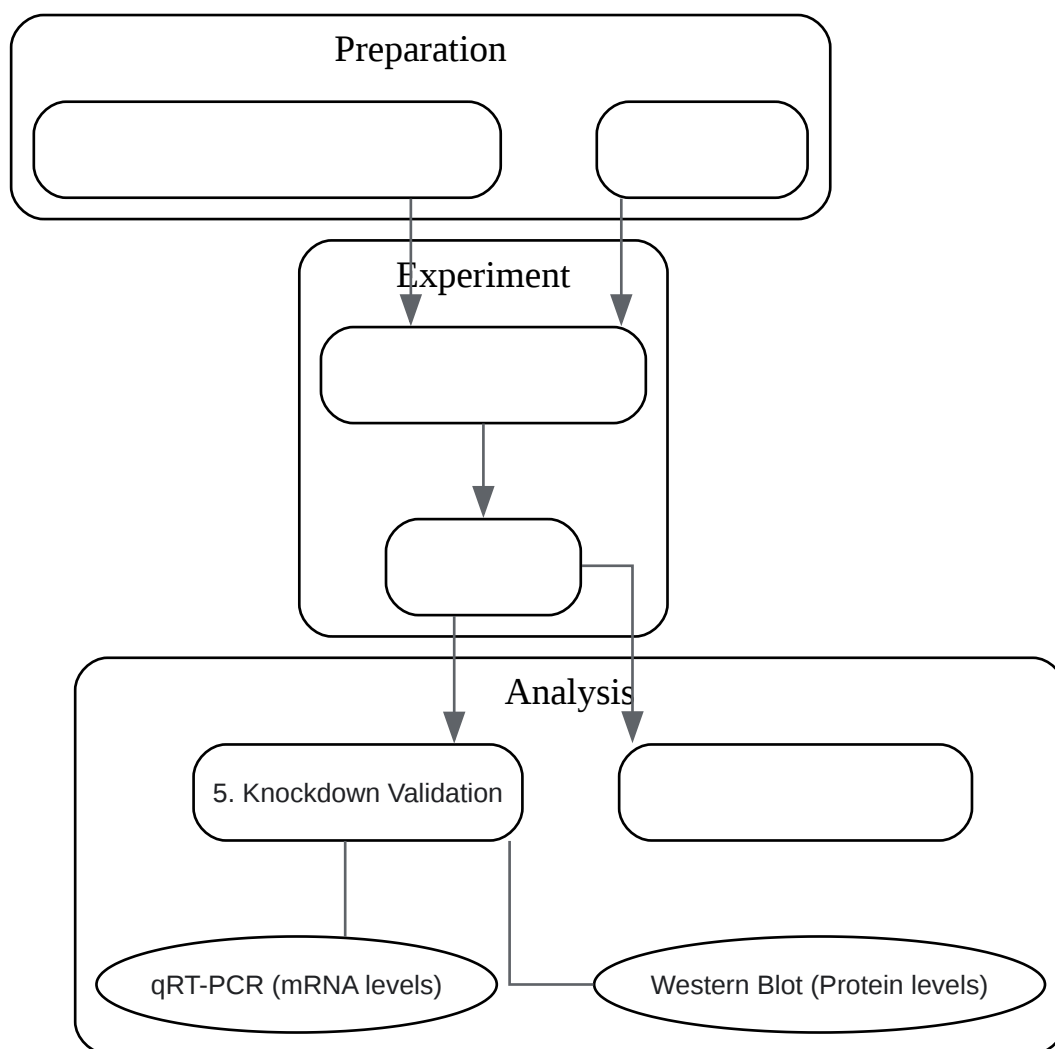 Preparation
Experiment
Analysis
5. Knockdown Validation
qRT-PCR (mRNA levels)
Western Blot (Protein levels)